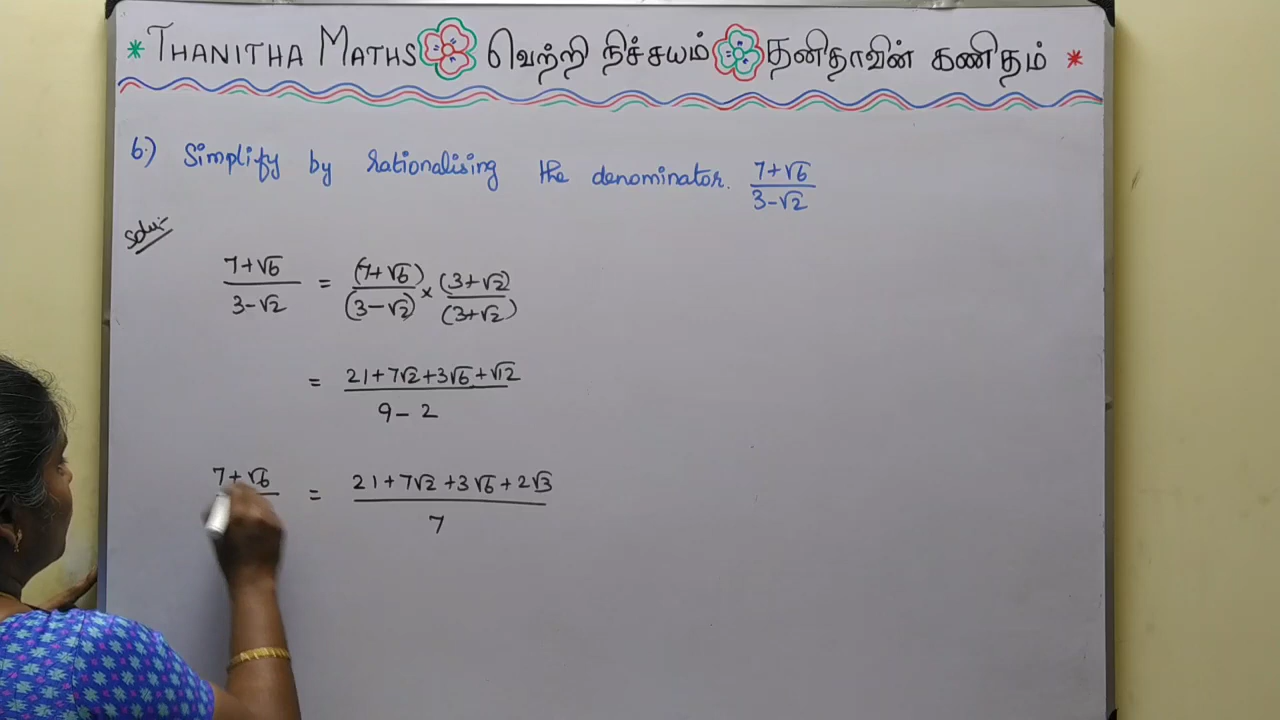 * THANITHA MATHS வெற்றி நிச்சயம் தனிதாவின் கணிதம் *
6.) Simplify by rationalising the denominator. (7+√6)/(3-√2)
Solu:-
(7+√6)/(3-√2) = (7+√6)/(3-√2) × (3+√2)/(3+√2)
= (21+7√2+3√6+√12)/(9-2)
7+√6 = (21+7√2+3√6+2√3)/7